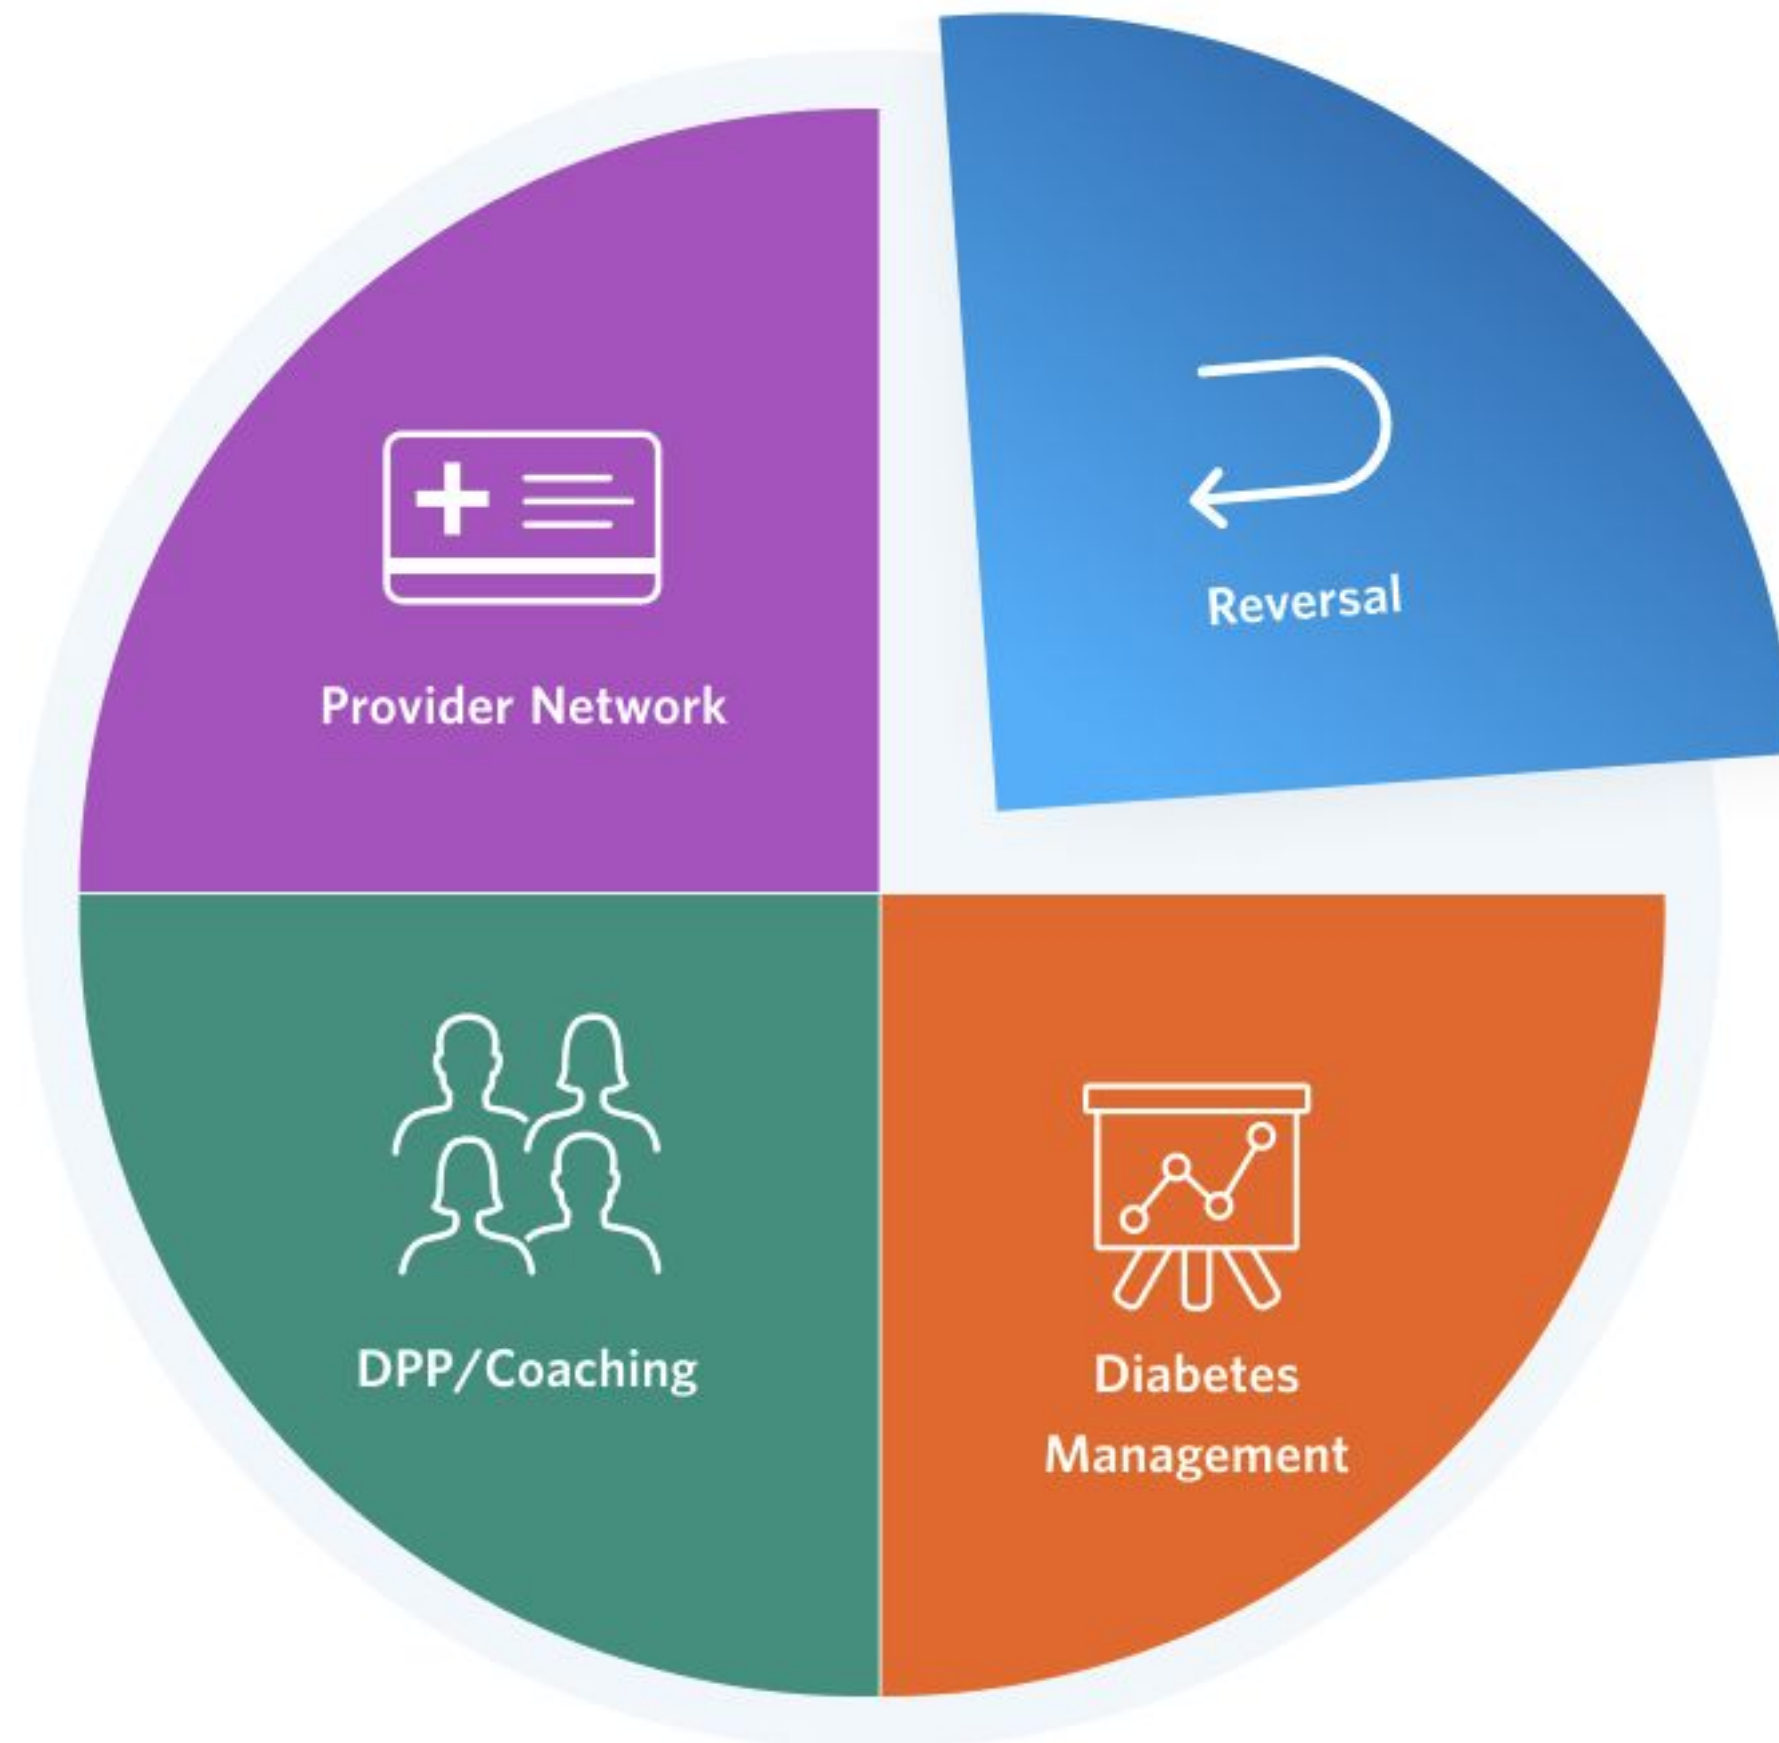 Reversal
Provider Network
DPP/Coaching
Diabetes
Management